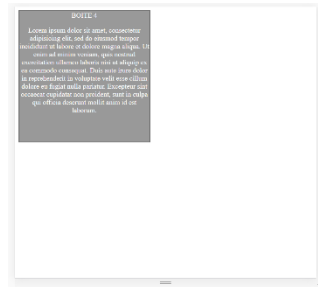 BOITE 4
Lorem ipsum dolor sit amet, consectetur
adipisicing elit, sed do eiusmod tempor
incididunt ut labore et dolore magna aliqua. Ut
enim ad minim veniam, quis nostrud
exercitation ullamco laboris nisi ut aliquip ex
ea commodo consequat. Duis aute irure dolor
in reprehenderit in voluptate velit esse cillum
dolore eu fugiat nulla pariatur. Excepteur sint
occaecat cupidatat non proident, sunt in culpa
qui officia deserunt mollit anim id est
laborum.